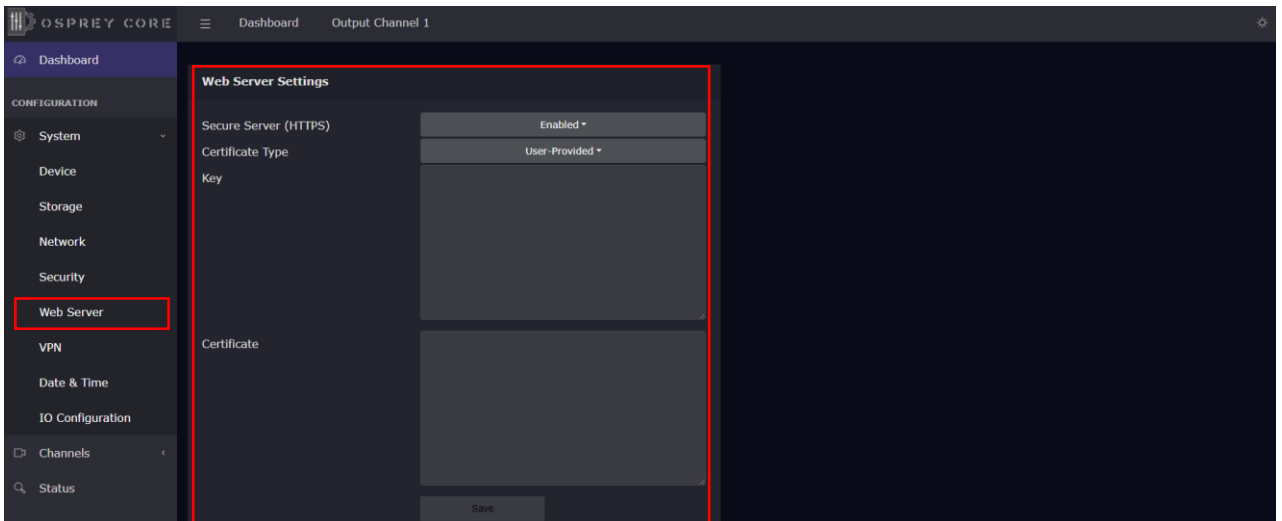 OSPREY CORE
Dashboard Output Channel 1
Dashboard
CONFIGURATION
System
Device
Storage
Network
Security
Web Server
VPN
Date & Time
IO Configuration
Channels
Status
Web Server Settings
Secure Server (HTTPS) Enabled
Certificate Type User-Provided
Key
Certificate
Save